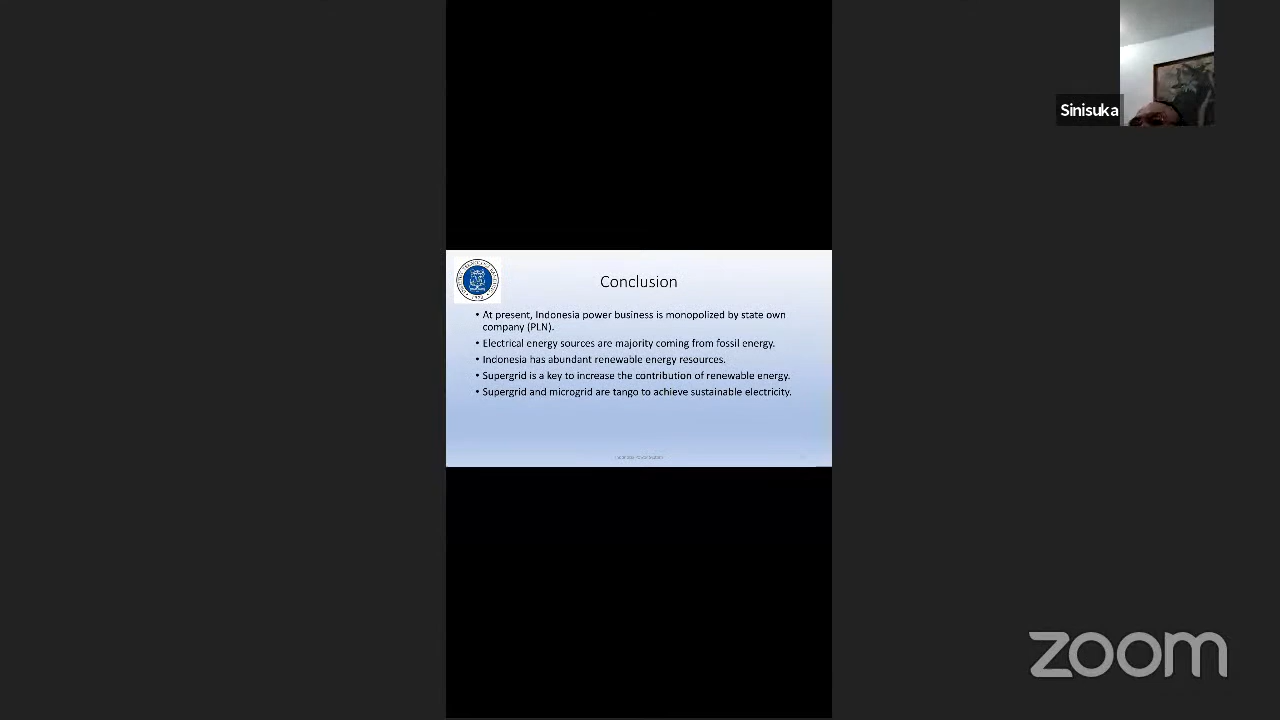 Sinisuka
Conclusion
• At present, Indonesia power business is monopolized by state own
company (PLN).
• Electrical energy sources are majority coming from fossil energy.
• Indonesia has abundant renewable energy resources.
• Supergrid is a key to increase the contribution of renewable energy.
• Supergrid and microgrid are tango to achieve sustainable electricity.
zoom